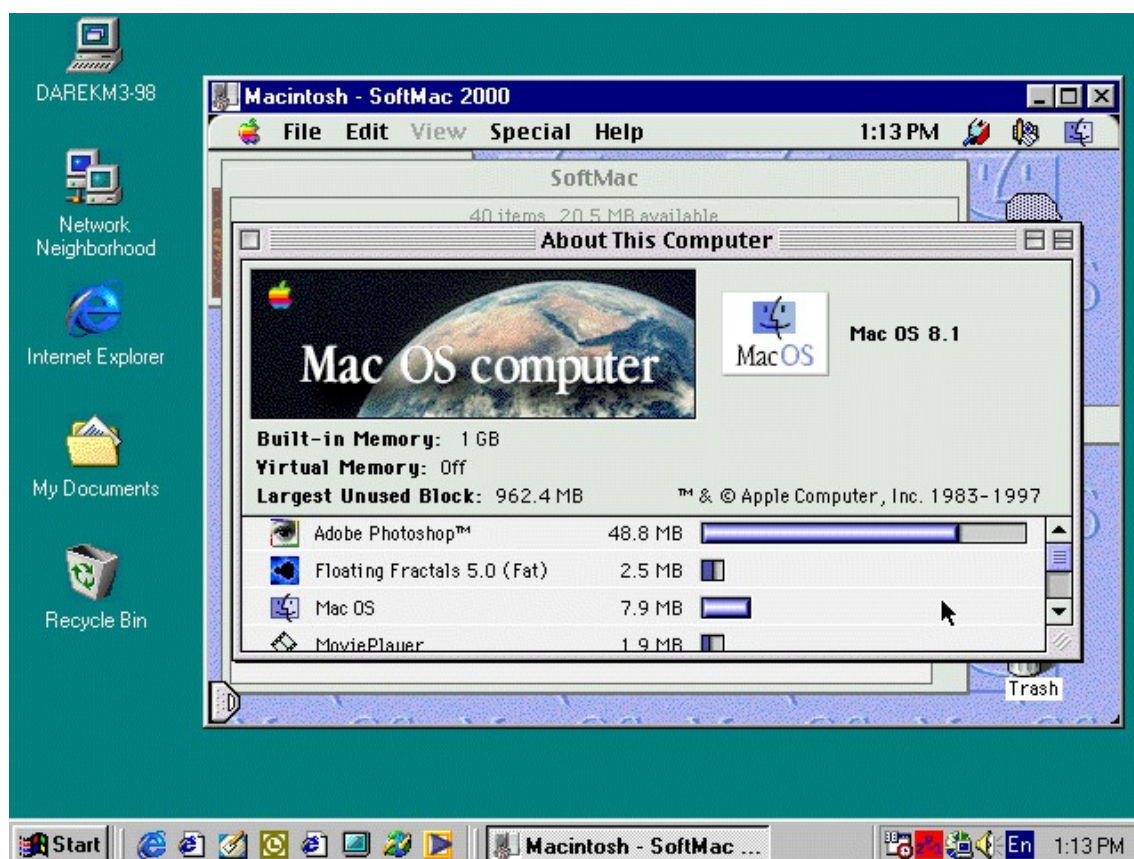 DAREKM3-98
Network
Neighborhood
Internet Explorer
My Documents
Recycle Bin
Macintosh - SoftMac 2000
File Edit View Special Help 1:13 PM
SoftMac
40 items, 20.5 MB available
About This Computer
Mac OS computer
MacOS
Mac OS 8.1
Built-in Memory: 1 GB
Virtual Memory: Off
Largest Unused Block: 962.4 MB ™ & © Apple Computer, Inc. 1983-1997
Adobe Photoshop™ 48.8 MB
Floating Fractals 5.0 (Fat) 2.5 MB
Mac OS 7.9 MB
MoviePlayer 1.9 MB
Trash
Start Macintosh - SoftMac ... En 1:13 PM